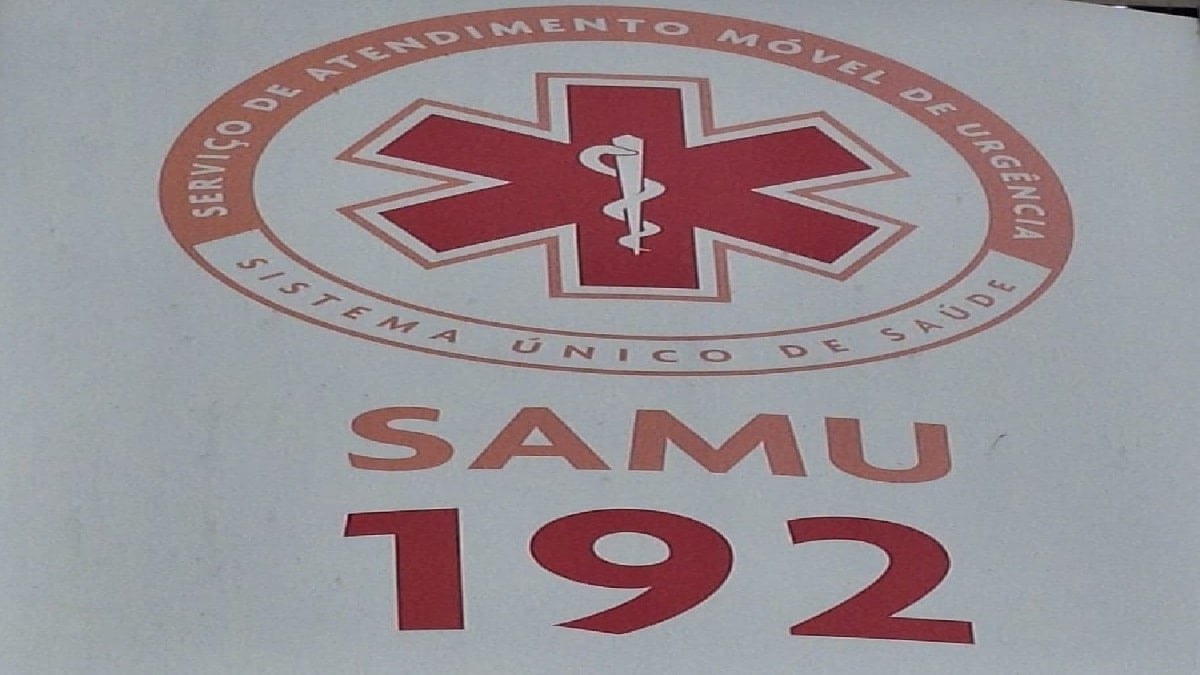 SERVIÇO DE ATENDIMENTO MÓVEL DE URGÊNCIA
SISTEMA ÚNICO DE SAÚDE
SAMU
192